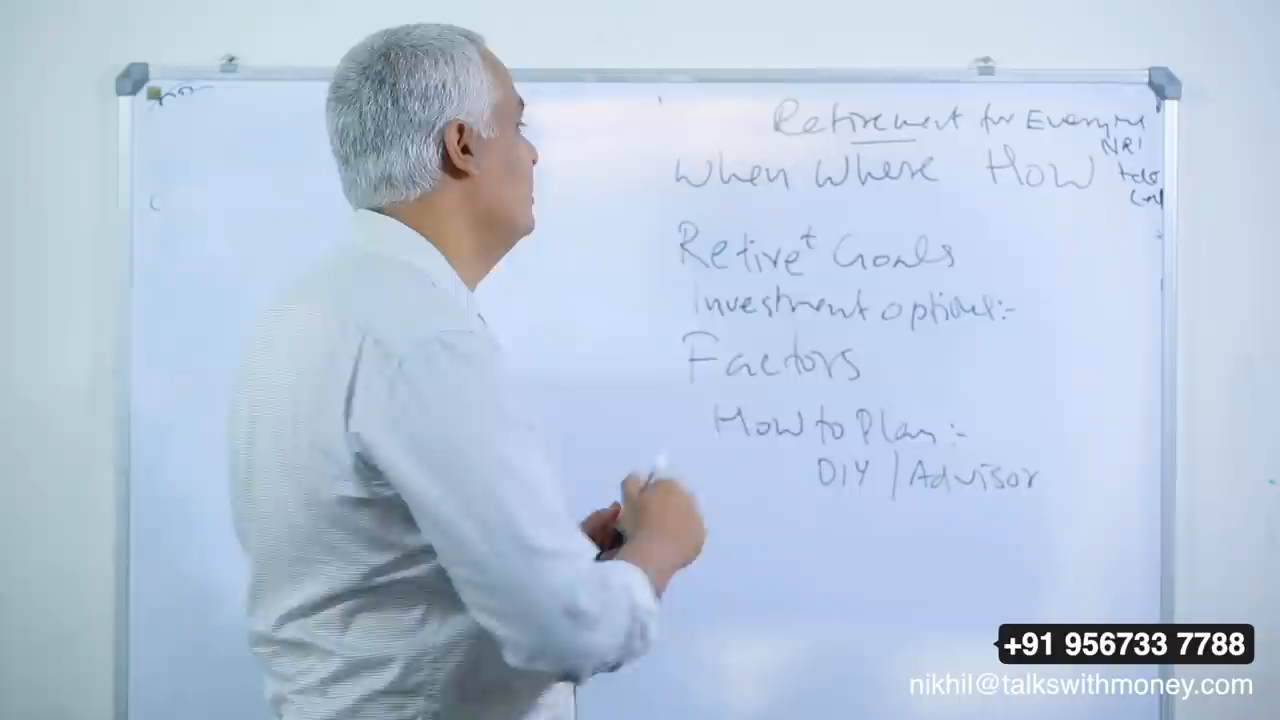 Retirement for Everyone
NRI
When Where How
Retire^t Goals
Investment options:-
Factors
How to Plan:-
DIY / Advisor
+91 956733 7788
nikhil@talkswithmoney.com